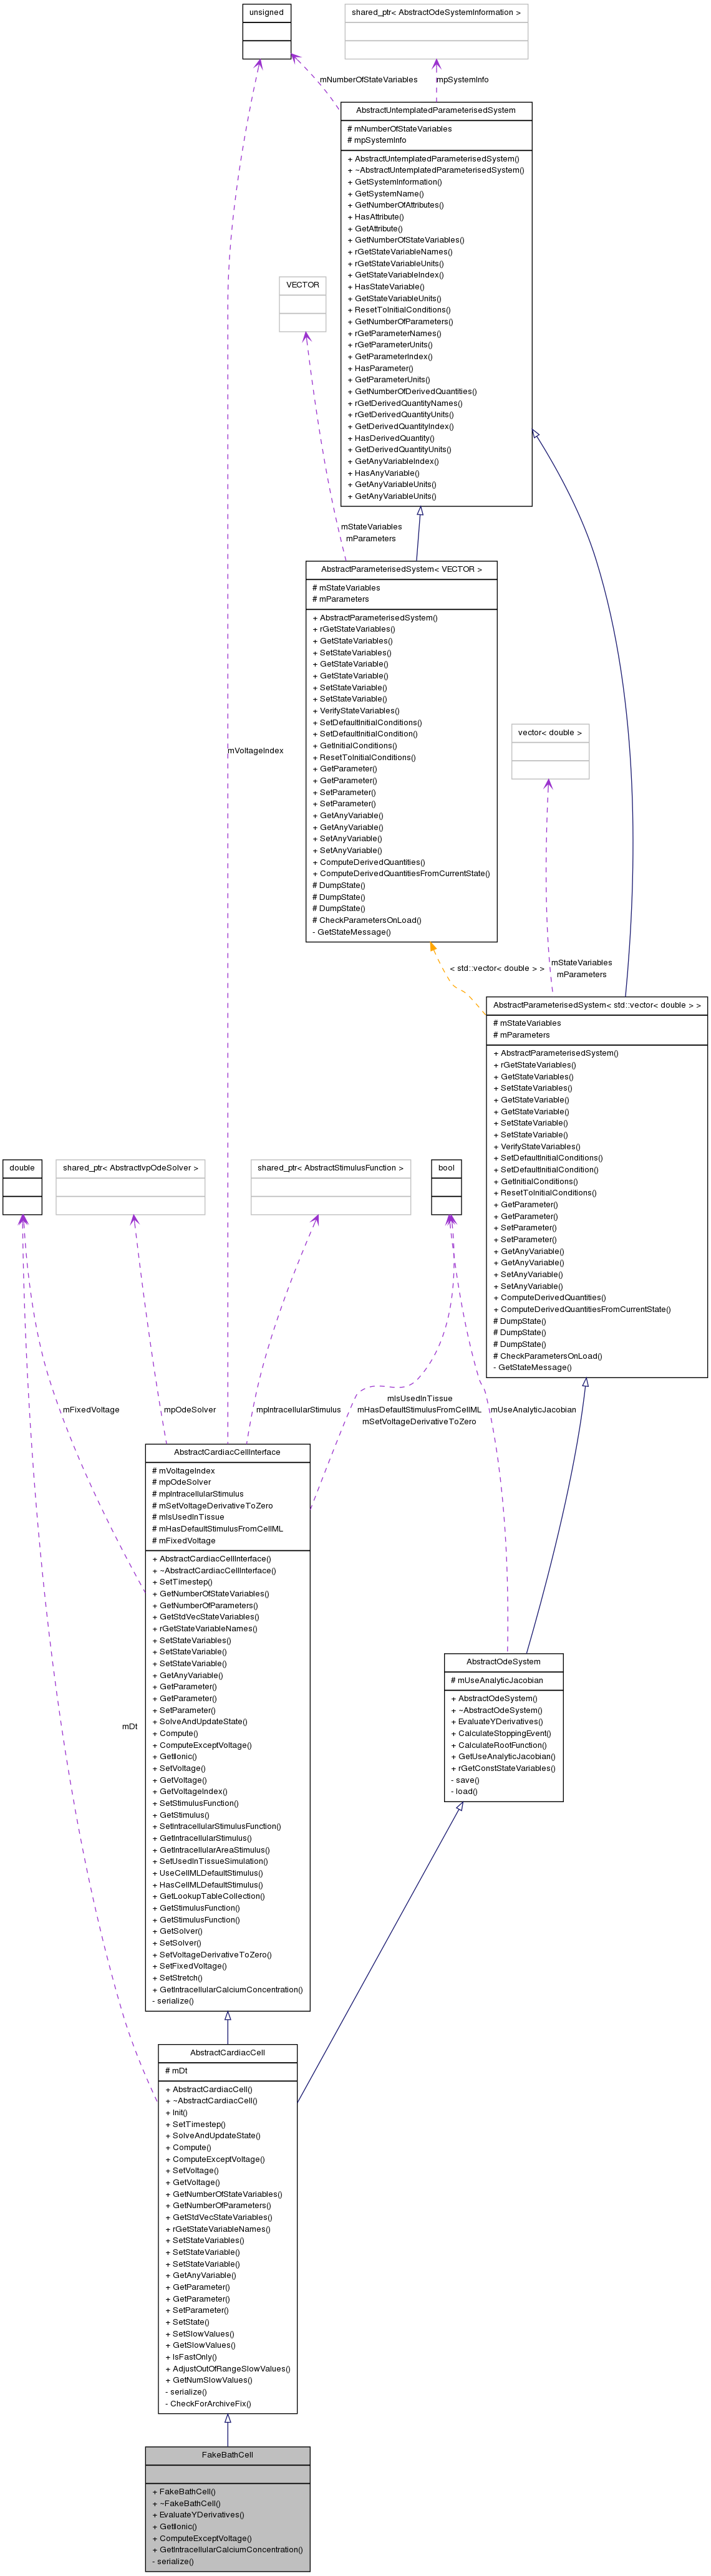 unsigned
shared_ptr< AbstractOdeSystemInformation >
mNumberOfStateVariables
mpSystemInfo
AbstractUntemplatedParameterisedSystem
# mNumberOfStateVariables
# mpSystemInfo
+ AbstractUntemplatedParameterisedSystem()
+ ~AbstractUntemplatedParameterisedSystem()
+ GetSystemInformation()
+ GetSystemName()
+ GetNumberOfAttributes()
+ HasAttribute()
+ GetAttribute()
+ GetNumberOfStateVariables()
+ rGetStateVariableNames()
+ rGetStateVariableUnits()
+ GetStateVariableIndex()
+ HasStateVariable()
+ GetStateVariableUnits()
+ ResetToInitialConditions()
+ GetNumberOfParameters()
+ rGetParameterNames()
+ rGetParameterUnits()
+ GetParameterIndex()
+ HasParameter()
+ GetParameterUnits()
+ GetNumberOfDerivedQuantities()
+ rGetDerivedQuantityNames()
+ rGetDerivedQuantityUnits()
+ GetDerivedQuantityIndex()
+ HasDerivedQuantity()
+ GetDerivedQuantityUnits()
+ GetAnyVariableIndex()
+ HasAnyVariable()
+ GetAnyVariableUnits()
+ GetAnyVariableUnits()
VECTOR
mStateVariables
mParameters
AbstractParameterisedSystem< VECTOR >
# mStateVariables
# mParameters
+ AbstractParameterisedSystem()
+ rGetStateVariables()
+ GetStateVariables()
+ SetStateVariables()
+ GetStateVariable()
+ GetStateVariable()
+ SetStateVariable()
+ SetStateVariable()
+ VerifyStateVariables()
+ SetDefaultInitialConditions()
+ SetDefaultInitialCondition()
+ GetInitialConditions()
+ ResetToInitialConditions()
+ GetParameter()
+ GetParameter()
+ SetParameter()
+ SetParameter()
+ GetAnyVariable()
+ GetAnyVariable()
+ SetAnyVariable()
+ SetAnyVariable()
+ ComputeDerivedQuantities()
+ ComputeDerivedQuantitiesFromCurrentState()
# DumpState()
# DumpState()
# DumpState()
# CheckParametersOnLoad()
- GetStateMessage()
mVoltageIndex
vector< double >
< std::vector< double > >
mStateVariables
mParameters
AbstractParameterisedSystem< std::vector< double > >
# mStateVariables
# mParameters
+ AbstractParameterisedSystem()
+ rGetStateVariables()
+ GetStateVariables()
+ SetStateVariables()
+ GetStateVariable()
+ GetStateVariable()
+ SetStateVariable()
+ SetStateVariable()
+ VerifyStateVariables()
+ SetDefaultInitialConditions()
+ SetDefaultInitialCondition()
+ GetInitialConditions()
+ ResetToInitialConditions()
+ GetParameter()
+ GetParameter()
+ SetParameter()
+ SetParameter()
+ GetAnyVariable()
+ GetAnyVariable()
+ SetAnyVariable()
+ SetAnyVariable()
+ ComputeDerivedQuantities()
+ ComputeDerivedQuantitiesFromCurrentState()
# DumpState()
# DumpState()
# DumpState()
# CheckParametersOnLoad()
- GetStateMessage()
double
shared_ptr< AbstractIvpOdeSolver >
shared_ptr< AbstractStimulusFunction >
bool
mFixedVoltage
mpOdeSolver
mpIntracellularStimulus
mIsUsedInTissue
mHasDefaultStimulusFromCellML
mSetVoltageDerivativeToZero
mUseAnalyticJacobian
AbstractCardiacCellInterface
# mVoltageIndex
# mpOdeSolver
# mpIntracellularStimulus
# mSetVoltageDerivativeToZero
# mIsUsedInTissue
# mHasDefaultStimulusFromCellML
# mFixedVoltage
+ AbstractCardiacCellInterface()
+ ~AbstractCardiacCellInterface()
+ SetTimestep()
+ GetNumberOfStateVariables()
+ GetNumberOfParameters()
+ GetStdVecStateVariables()
+ rGetStateVariableNames()
+ SetStateVariables()
+ SetStateVariable()
+ SetStateVariable()
+ GetAnyVariable()
+ GetParameter()
+ GetParameter()
+ SetParameter()
+ SolveAndUpdateState()
+ Compute()
+ ComputeExceptVoltage()
+ GetIIonic()
+ SetVoltage()
+ GetVoltage()
+ GetVoltageIndex()
+ SetStimulusFunction()
+ GetStimulus()
+ SetIntracellularStimulusFunction()
+ GetIntracellularStimulus()
+ GetIntracellularAreaStimulus()
+ SetUsedInTissueSimulation()
+ UseCellMLDefaultStimulus()
+ HasCellMLDefaultStimulus()
+ GetLookupTableCollection()
+ GetStimulusFunction()
+ GetStimulusFunction()
+ GetSolver()
+ SetSolver()
+ SetVoltageDerivativeToZero()
+ SetFixedVoltage()
+ SetStretch()
+ GetIntracellularCalciumConcentration()
- serialize()
AbstractOdeSystem
# mUseAnalyticJacobian
+ AbstractOdeSystem()
+ ~AbstractOdeSystem()
+ EvaluateYDerivatives()
+ CalculateStoppingEvent()
+ CalculateRootFunction()
+ GetUseAnalyticJacobian()
+ rGetConstStateVariables()
- save()
- load()
mDt
AbstractCardiacCell
# mDt
+ AbstractCardiacCell()
+ ~AbstractCardiacCell()
+ Init()
+ SetTimestep()
+ SolveAndUpdateState()
+ Compute()
+ ComputeExceptVoltage()
+ SetVoltage()
+ GetVoltage()
+ GetNumberOfStateVariables()
+ GetNumberOfParameters()
+ GetStdVecStateVariables()
+ rGetStateVariableNames()
+ SetStateVariables()
+ SetStateVariable()
+ SetStateVariable()
+ GetAnyVariable()
+ GetParameter()
+ GetParameter()
+ SetParameter()
+ SetState()
+ SetSlowValues()
+ GetSlowValues()
+ IsFastOnly()
+ AdjustOutOfRangeSlowValues()
+ GetNumSlowValues()
- serialize()
- CheckForArchiveFix()
FakeBathCell
+ FakeBathCell()
+ ~FakeBathCell()
+ EvaluateYDerivatives()
+ GetIIonic()
+ ComputeExceptVoltage()
+ GetIntracellularCalciumConcentration()
- serialize()